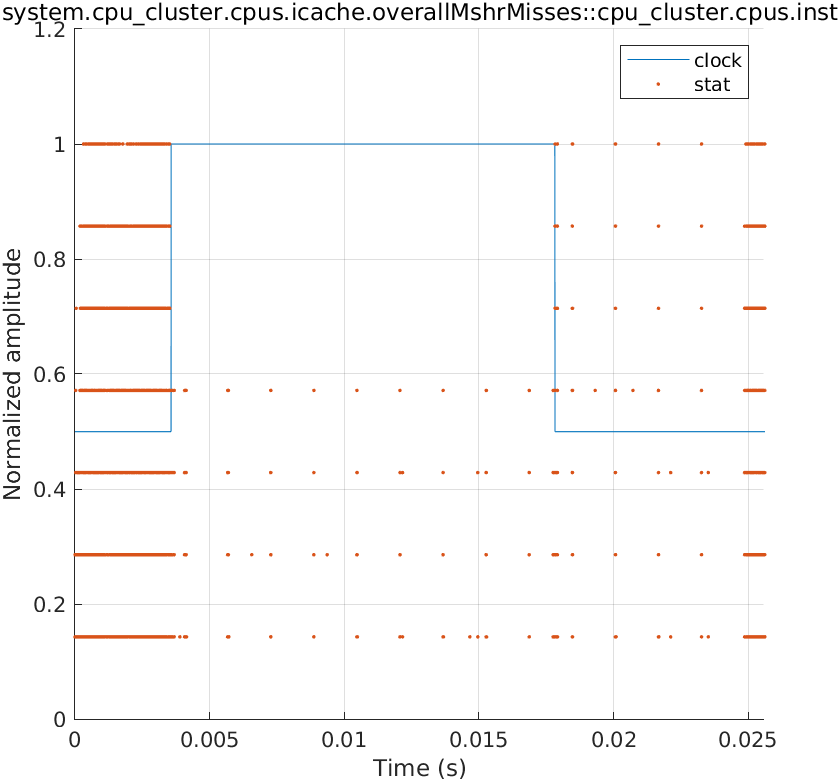 system.cpu_cluster.cpus.icache.overallMshrMisses::cpu_cluster.cpus.inst
1.2
clock
stat
1
0.8
0.6
0.4
0.2
0
Normalized amplitude
0 0.005 0.01 0.015 0.02 0.025
Time (s)